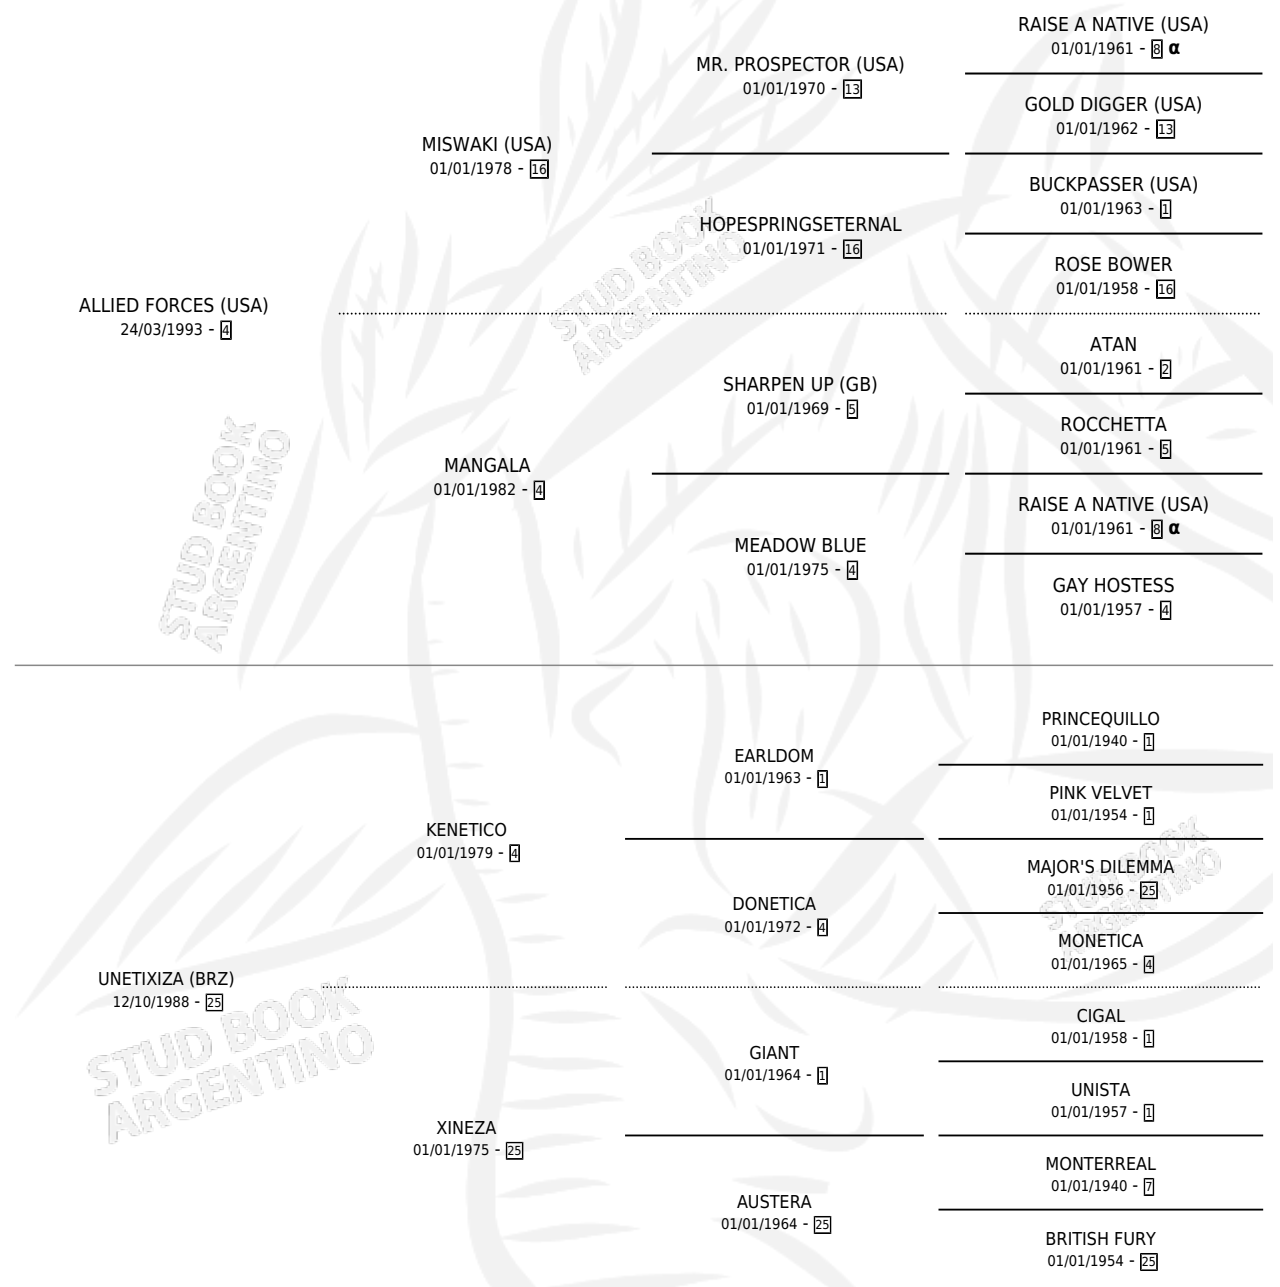 RAISE A NATIVE (USA)
01/01/1961 - 8 α
MR. PROSPECTOR (USA)
01/01/1970 - 13
GOLD DIGGER (USA)
01/01/1962 - 13
MISWAKI (USA)
01/01/1978 - 16
BUCKPASSER (USA)
01/01/1963 - 1
HOPESPRINGSETERNAL
01/01/1971 - 16
ROSE BOWER
01/01/1958 - 16
ALLIED FORCES (USA)
24/03/1993 - 4
ATAN
01/01/1961 - 2
SHARPEN UP (GB)
01/01/1969 - 5
ROCCHETTA
01/01/1961 - 5
MANGALA
01/01/1982 - 4
RAISE A NATIVE (USA)
01/01/1961 - 8 α
MEADOW BLUE
01/01/1975 - 4
GAY HOSTESS
01/01/1957 - 4
PRINCEQUILLO
01/01/1940 - 1
EARLDOM
01/01/1963 - 1
PINK VELVET
01/01/1954 - 1
KENETICO
01/01/1979 - 4
MAJOR'S DILEMMA
01/01/1956 - 25
DONETICA
01/01/1972 - 4
MONETICA
01/01/1965 - 4
UNETIXIZA (BRZ)
12/10/1988 - 25
CIGAL
01/01/1958 - 1
GIANT
01/01/1964 - 1
UNISTA
01/01/1957 - 1
XINEZA
01/01/1975 - 25
MONTERREAL
01/01/1940 - 7
AUSTERA
01/01/1964 - 25
BRITISH FURY
01/01/1954 - 25
STUD BOOK
ARGENTINO
STUD BOOK
ARGENTINO
STUD BOOK
ARGENTINO
STUD BOOK
ARGENTINO